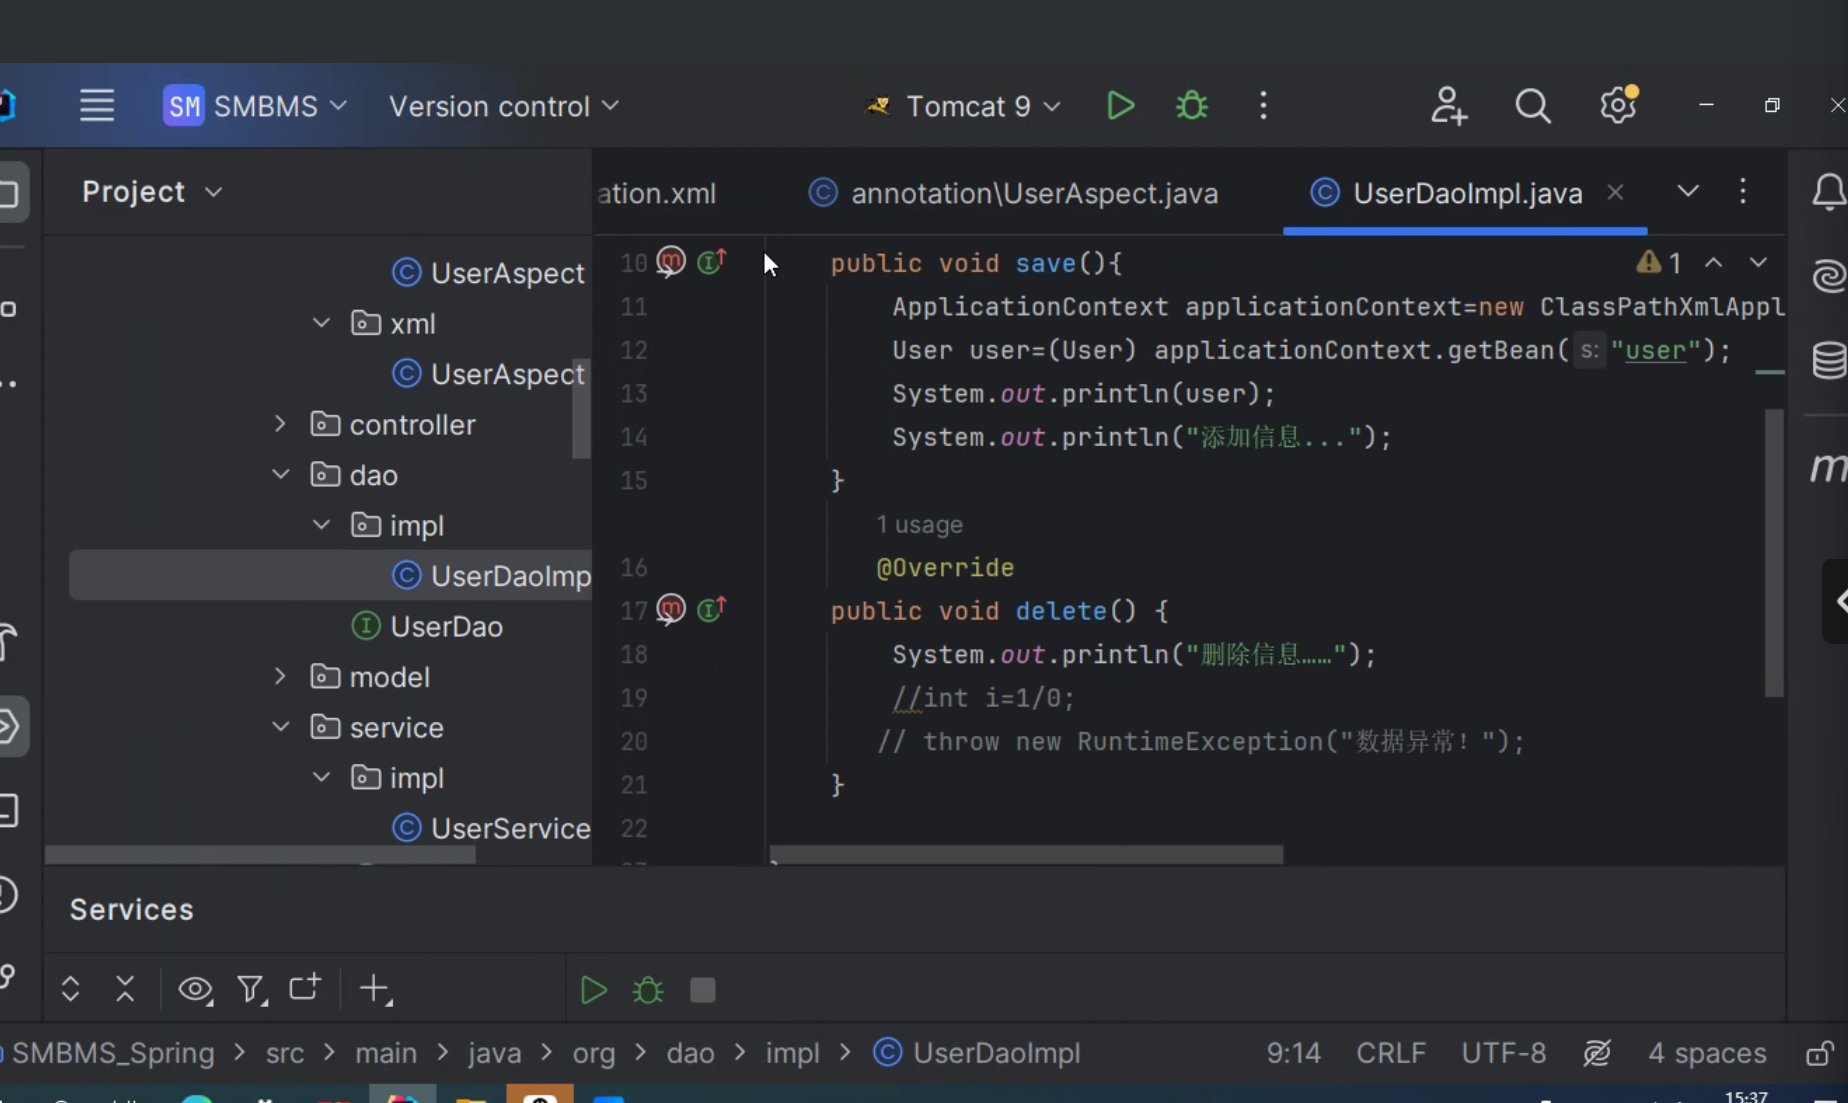 SM SMBMS
Version control
Tomcat 9
Project
ation.xml
annotation\UserAspect.java
UserDaoImpl.java
UserAspect
xml
UserAspect
controller
dao
impl
UserDaoImp
UserDao
model
service
impl
UserService
10 public void save(){
1
11 ApplicationContext applicationContext=new ClassPathXmlAppl
12 User user=(User) applicationContext.getBean( s: "user");
13 System.out.println(user);
14 System.out.println("添加信息...");
15 }
1 usage
16 @Override
17 public void delete() {
18 System.out.println("删除信息……");
19 //int i=1/0;
20 // throw new RuntimeException("数据异常！");
21 }
22
Services
SMBMS_Spring > src > main > java > org > dao > impl > UserDaoImpl
9:14 CRLF UTF-8 4 spaces
15:37